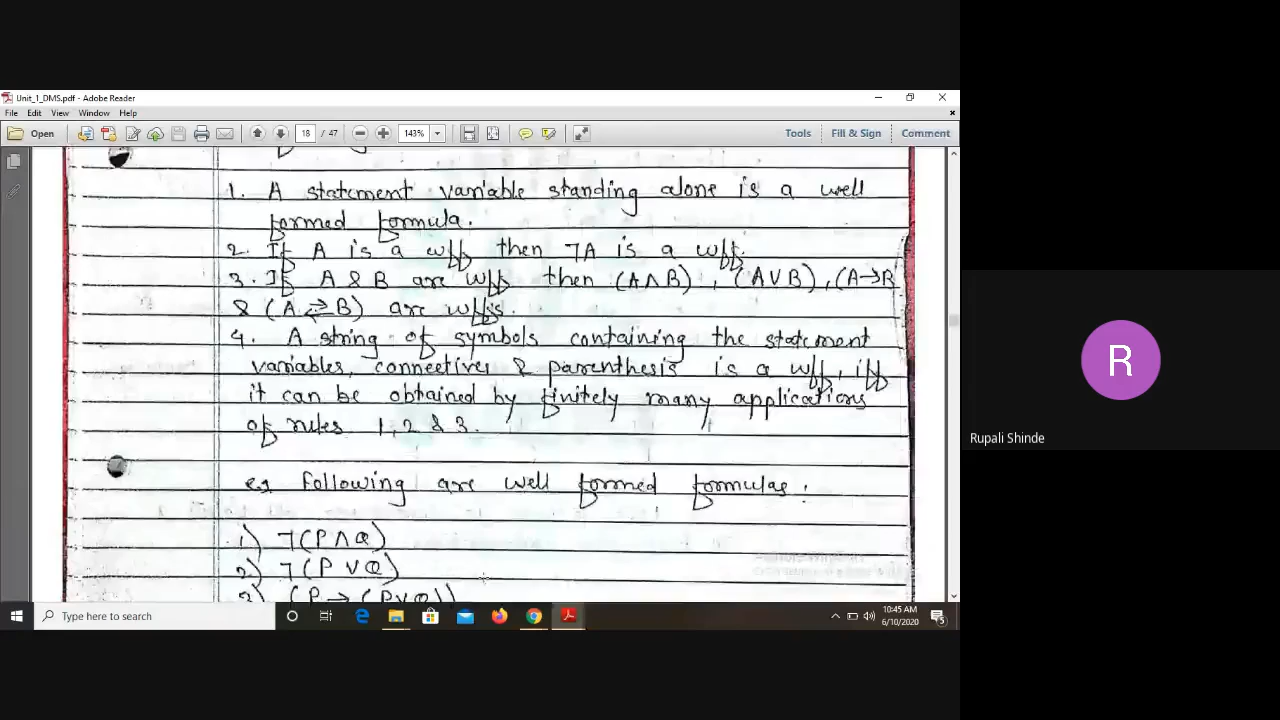 Unit_1_DMS.pdf - Adobe Reader
File Edit View Window Help
Open 18 / 47 143% Tools Fill & Sign Comment
1. A statement variable standing alone is a well
formed formula.
2. If A is a wff then ¬A is a wff.
3. If A & B are wff then (A∧B), (A∨B), (A→B
& (A ⇄ B) are wffs.
4. A string of symbols containing the statement
variables, connectives & parenthesis is a wff, iff
it can be obtained by finitely many applications
of rules 1, 2 & 3.
e.g following are well formed formulas:
1) ¬(P∧Q)
2) ¬(P∨Q)
3) (P → (P∨Q))
R
Rupali Shinde
Type here to search
10:45 AM
6/10/2020
5